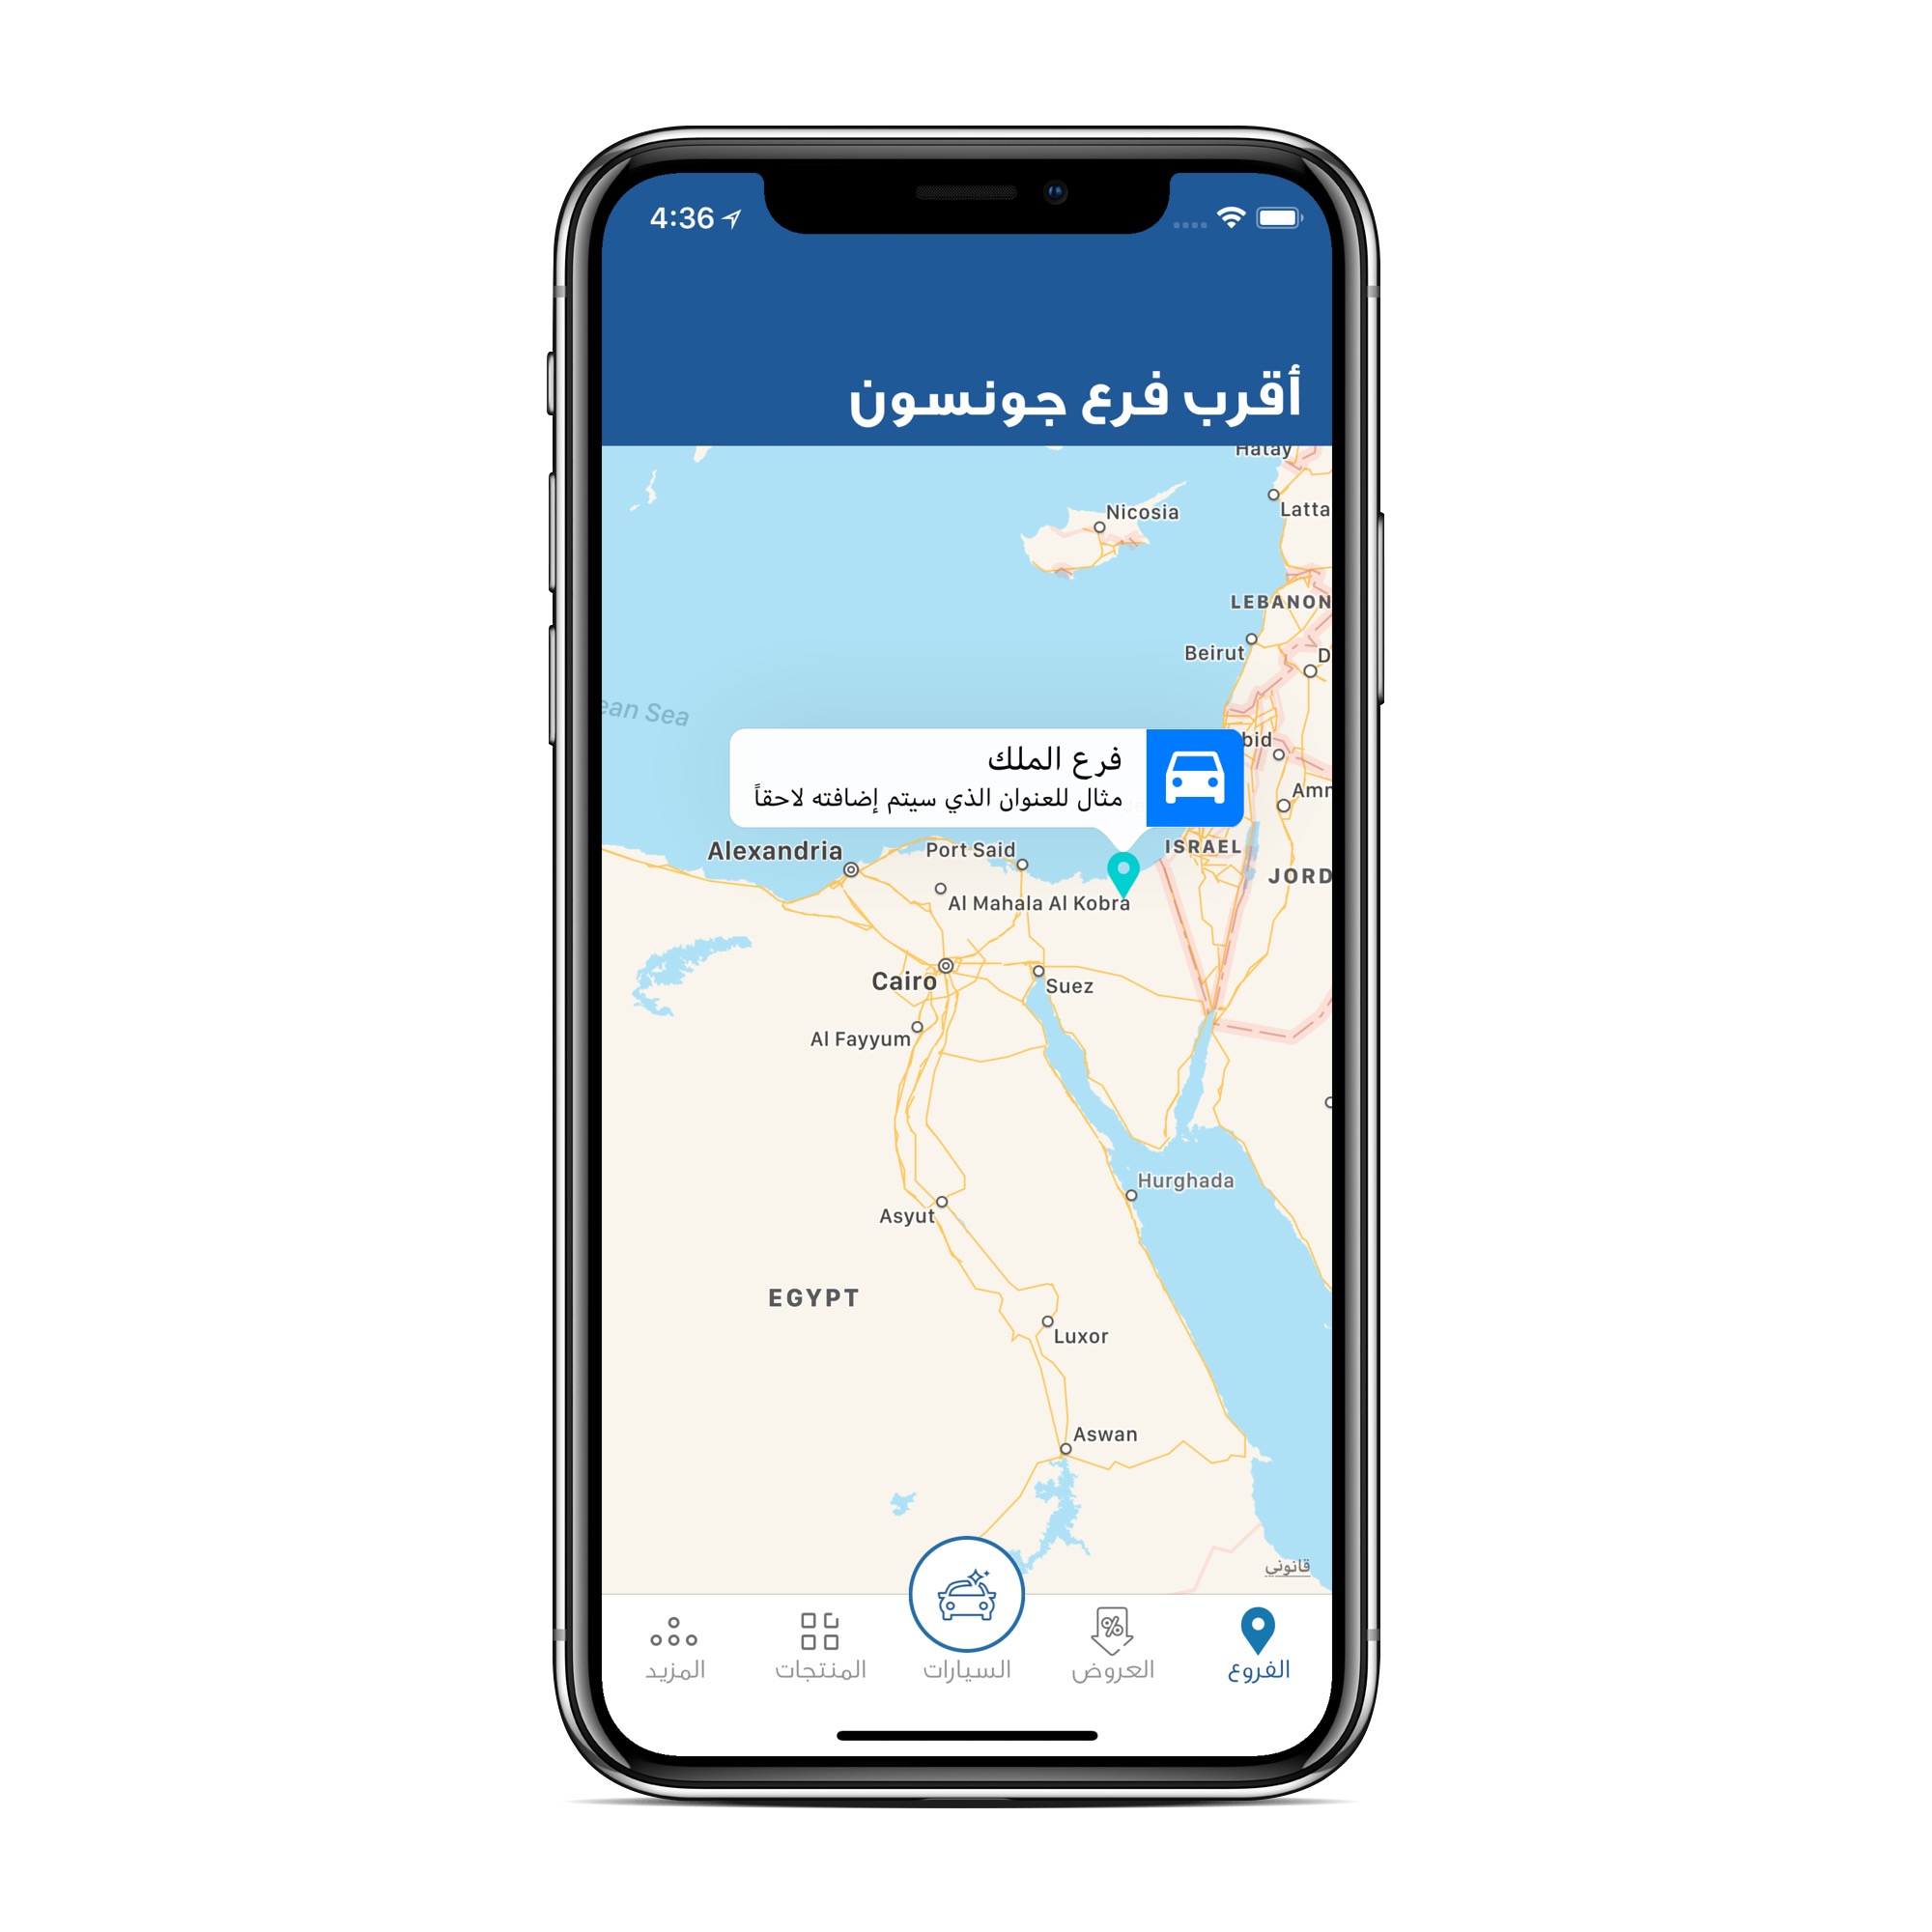 4:36
أقرب فرع جونسون
Hatay
Latta
Nicosia
LEBANON
Beirut
D
ean Sea
bid
فرع الملك
مثال للعنوان الذي سيتم إضافته لاحقاً
Amm
ISRAEL
Alexandria
Port Said
JORD
Al Mahala Al Kobra
Cairo
Suez
Al Fayyum
Hurghada
Asyut
EGYPT
Luxor
Aswan
قانوني
الفروع
%
العروض
السيارات
المنتجات
المزيد